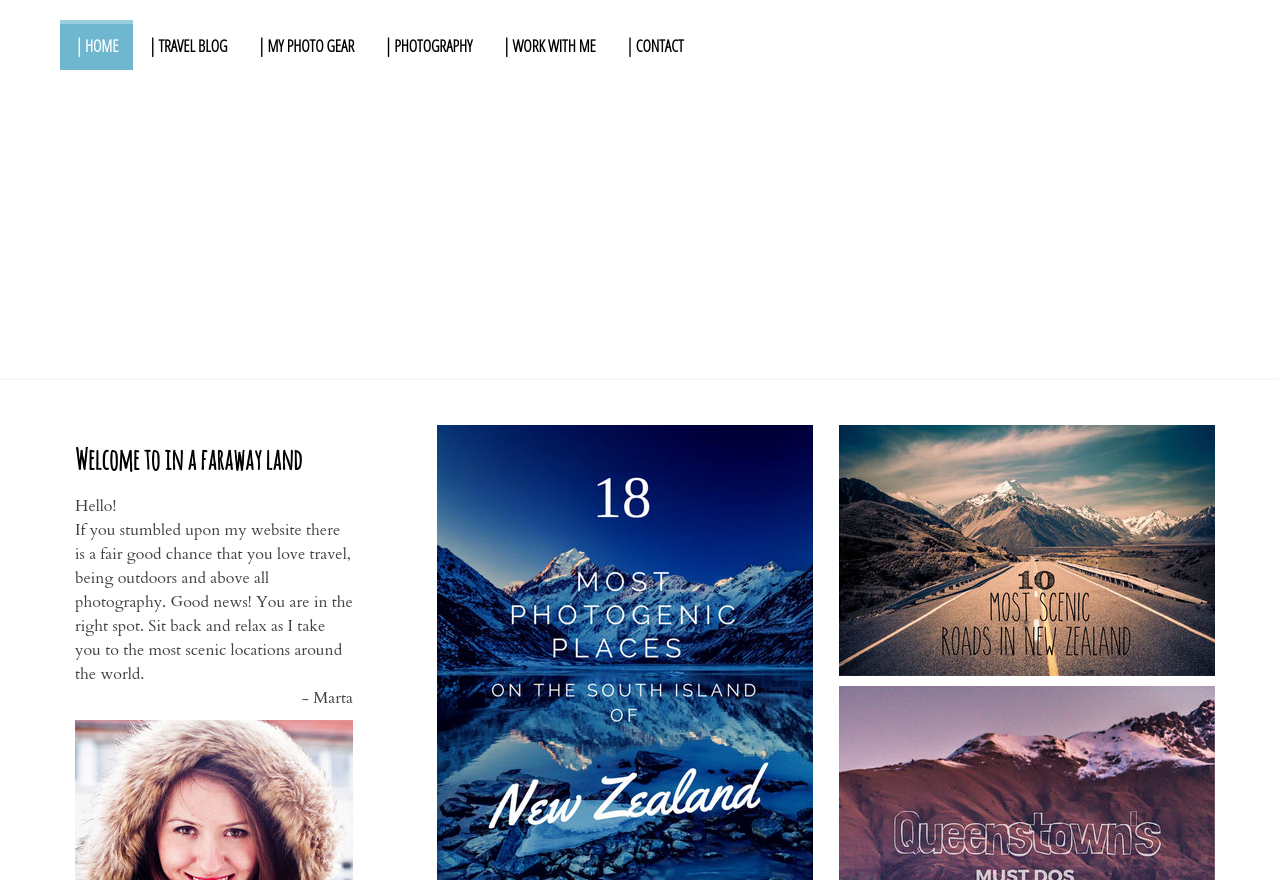 | HOME | TRAVEL BLOG | MY PHOTO GEAR | PHOTOGRAPHY | WORK WITH ME | CONTACT
WELCOME TO IN A FARAWAY LAND
Hello!
If you stumbled upon my website there
is a fair good chance that you love travel,
being outdoors and above all
photography. Good news! You are in the
right spot. Sit back and relax as I take
you to the most scenic locations around
the world.
- Marta
18
MOST
PHOTOGENIC
PLACES
ON THE SOUTH ISLAND
OF
New Zealand
10
MOST SCENIC
ROADS IN NEW ZEALAND
Queenstown's
MUST DOS